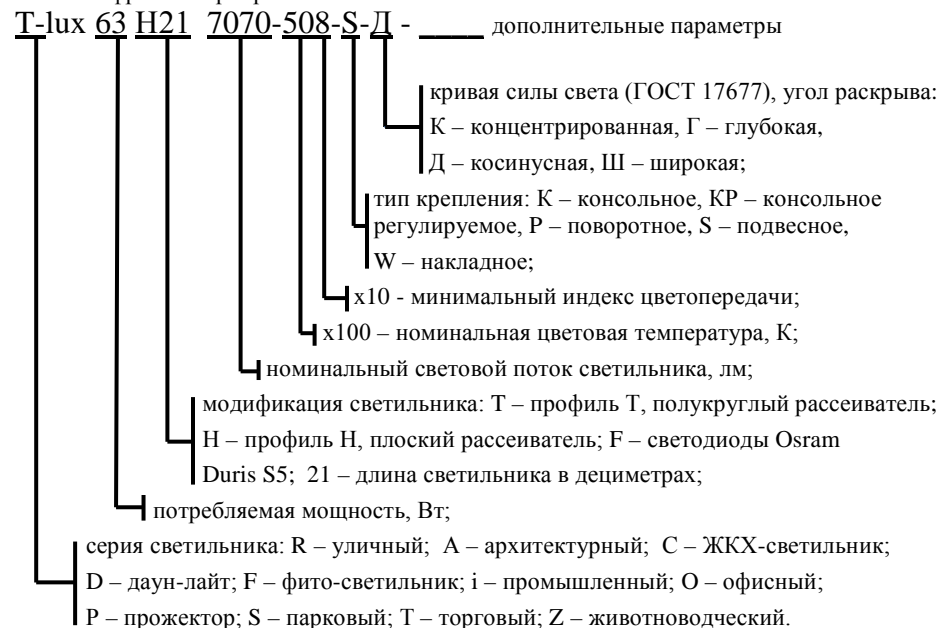 T-lux 63 H21 7070-508-S-Д - ____ дополнительные параметры
кривая силы света (ГОСТ 17677), угол раскрыва:
К – концентрированная, Г – глубокая,
Д – косинусная, Ш – широкая;
тип крепления: К – консольное, КР – консольное
регулируемое, Р – поворотное, S – подвесное,
W – накладное;
x10 - минимальный индекс цветопередачи;
x100 – номинальная цветовая температура, К;
номинальный световой поток светильника, лм;
модификация светильника: Т – профиль Т, полукруглый рассеиватель;
Н – профиль Н, плоский рассеиватель; F – светодиоды Osram
Duris S5; 21 – длина светильника в дециметрах;
потребляемая мощность, Вт;
серия светильника: R – уличный; A – архитектурный; C – ЖКХ-светильник;
D – даун-лайт; F – фито-светильник; i – промышленный; O – офисный;
P – прожектор; S – парковый; T – торговый; Z – животноводческий.